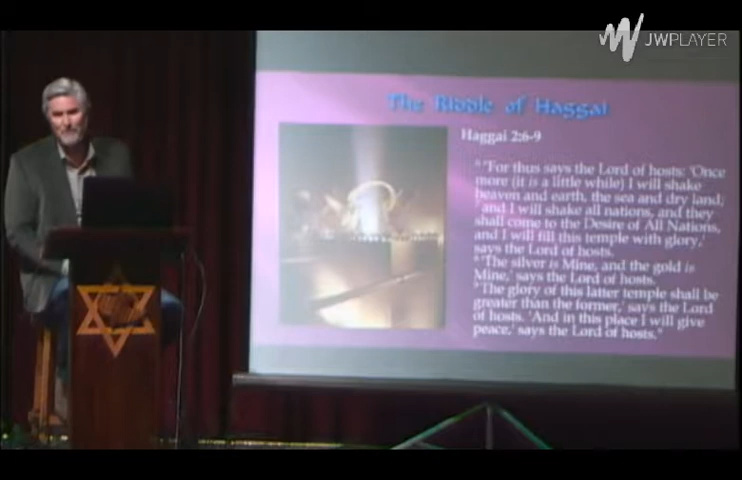 JWPLAYER
The Riddle of Haggai
Haggai 2:6-9
"For thus says the Lord of hosts: 'Once
more (it is a little while) I will shake
heaven and earth, the sea and dry land;
and I will shake all nations, and they
shall come to the Desire of All Nations,
and I will fill this temple with glory,'
says the Lord of hosts.
"The silver is Mine, and the gold is
Mine,' says the Lord of hosts.
"The glory of this latter temple shall be
greater than the former,' says the Lord
of hosts. 'And in this place I will give
peace,' says the Lord of hosts."